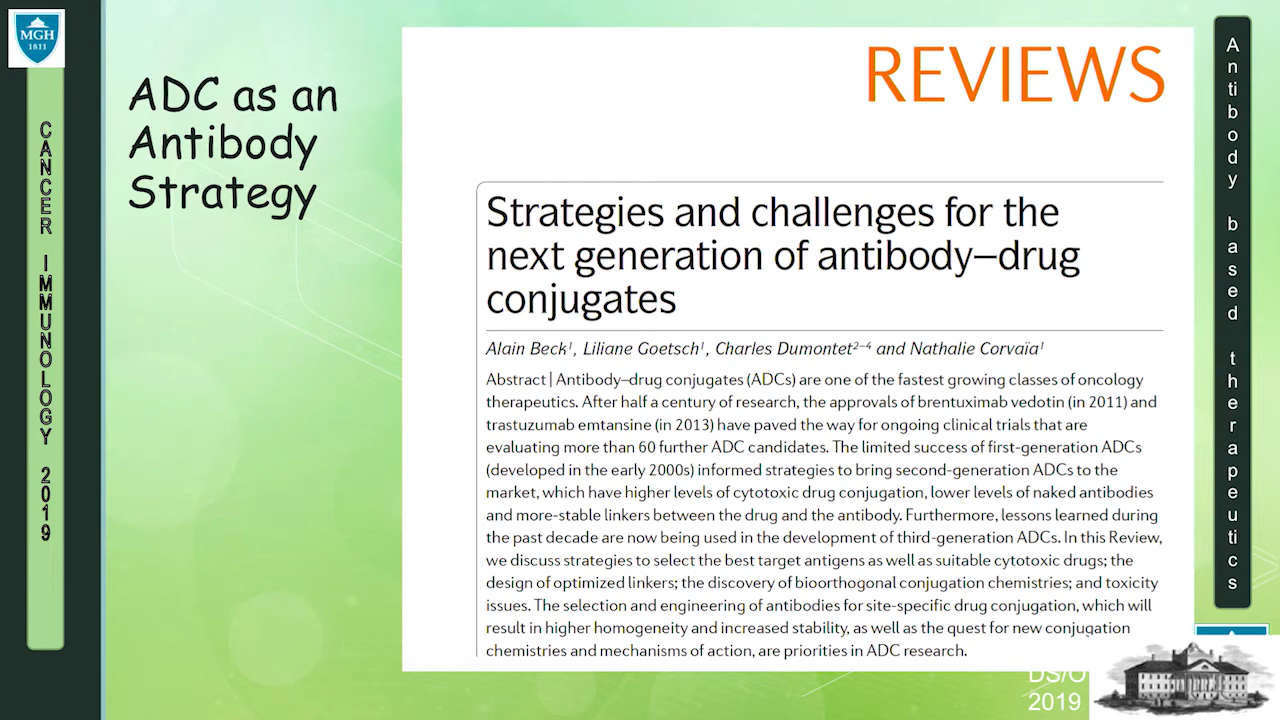 MGH
1811
CANCER IMMUNOLOGY 2019
ADC as an
Antibody
Strategy
REVIEWS
Strategies and challenges for the
next generation of antibody–drug
conjugates
Alain Beck¹, Liliane Goetsch¹, Charles Dumontet²⁻⁴ and Nathalie Corvaïa¹
Abstract | Antibody–drug conjugates (ADCs) are one of the fastest growing classes of oncology
therapeutics. After half a century of research, the approvals of brentuximab vedotin (in 2011) and
trastuzumab emtansine (in 2013) have paved the way for ongoing clinical trials that are
evaluating more than 60 further ADC candidates. The limited success of first-generation ADCs
(developed in the early 2000s) informed strategies to bring second-generation ADCs to the
market, which have higher levels of cytotoxic drug conjugation, lower levels of naked antibodies
and more-stable linkers between the drug and the antibody. Furthermore, lessons learned during
the past decade are now being used in the development of third-generation ADCs. In this Review,
we discuss strategies to select the best target antigens as well as suitable cytotoxic drugs; the
design of optimized linkers; the discovery of bioorthogonal conjugation chemistries; and toxicity
issues. The selection and engineering of antibodies for site-specific drug conjugation, which will
result in higher homogeneity and increased stability, as well as the quest for new conjugation
chemistries and mechanisms of action, are priorities in ADC research.
Antibody based therapeutics
DS/O
2019